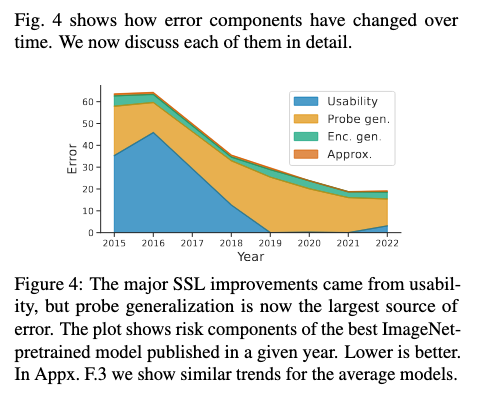 Fig. 4 shows how error components have changed over
time. We now discuss each of them in detail.
Usability
Probe gen.
Enc. gen.
Approx.
Error
60
50
40
30
20
10
0
2015 2016 2017 2018 2019 2020 2021 2022
Year
Figure 4: The major SSL improvements came from usabil-
ity, but probe generalization is now the largest source of
error. The plot shows risk components of the best ImageNet-
pretrained model published in a given year. Lower is better.
In Appx. F.3 we show similar trends for the average models.